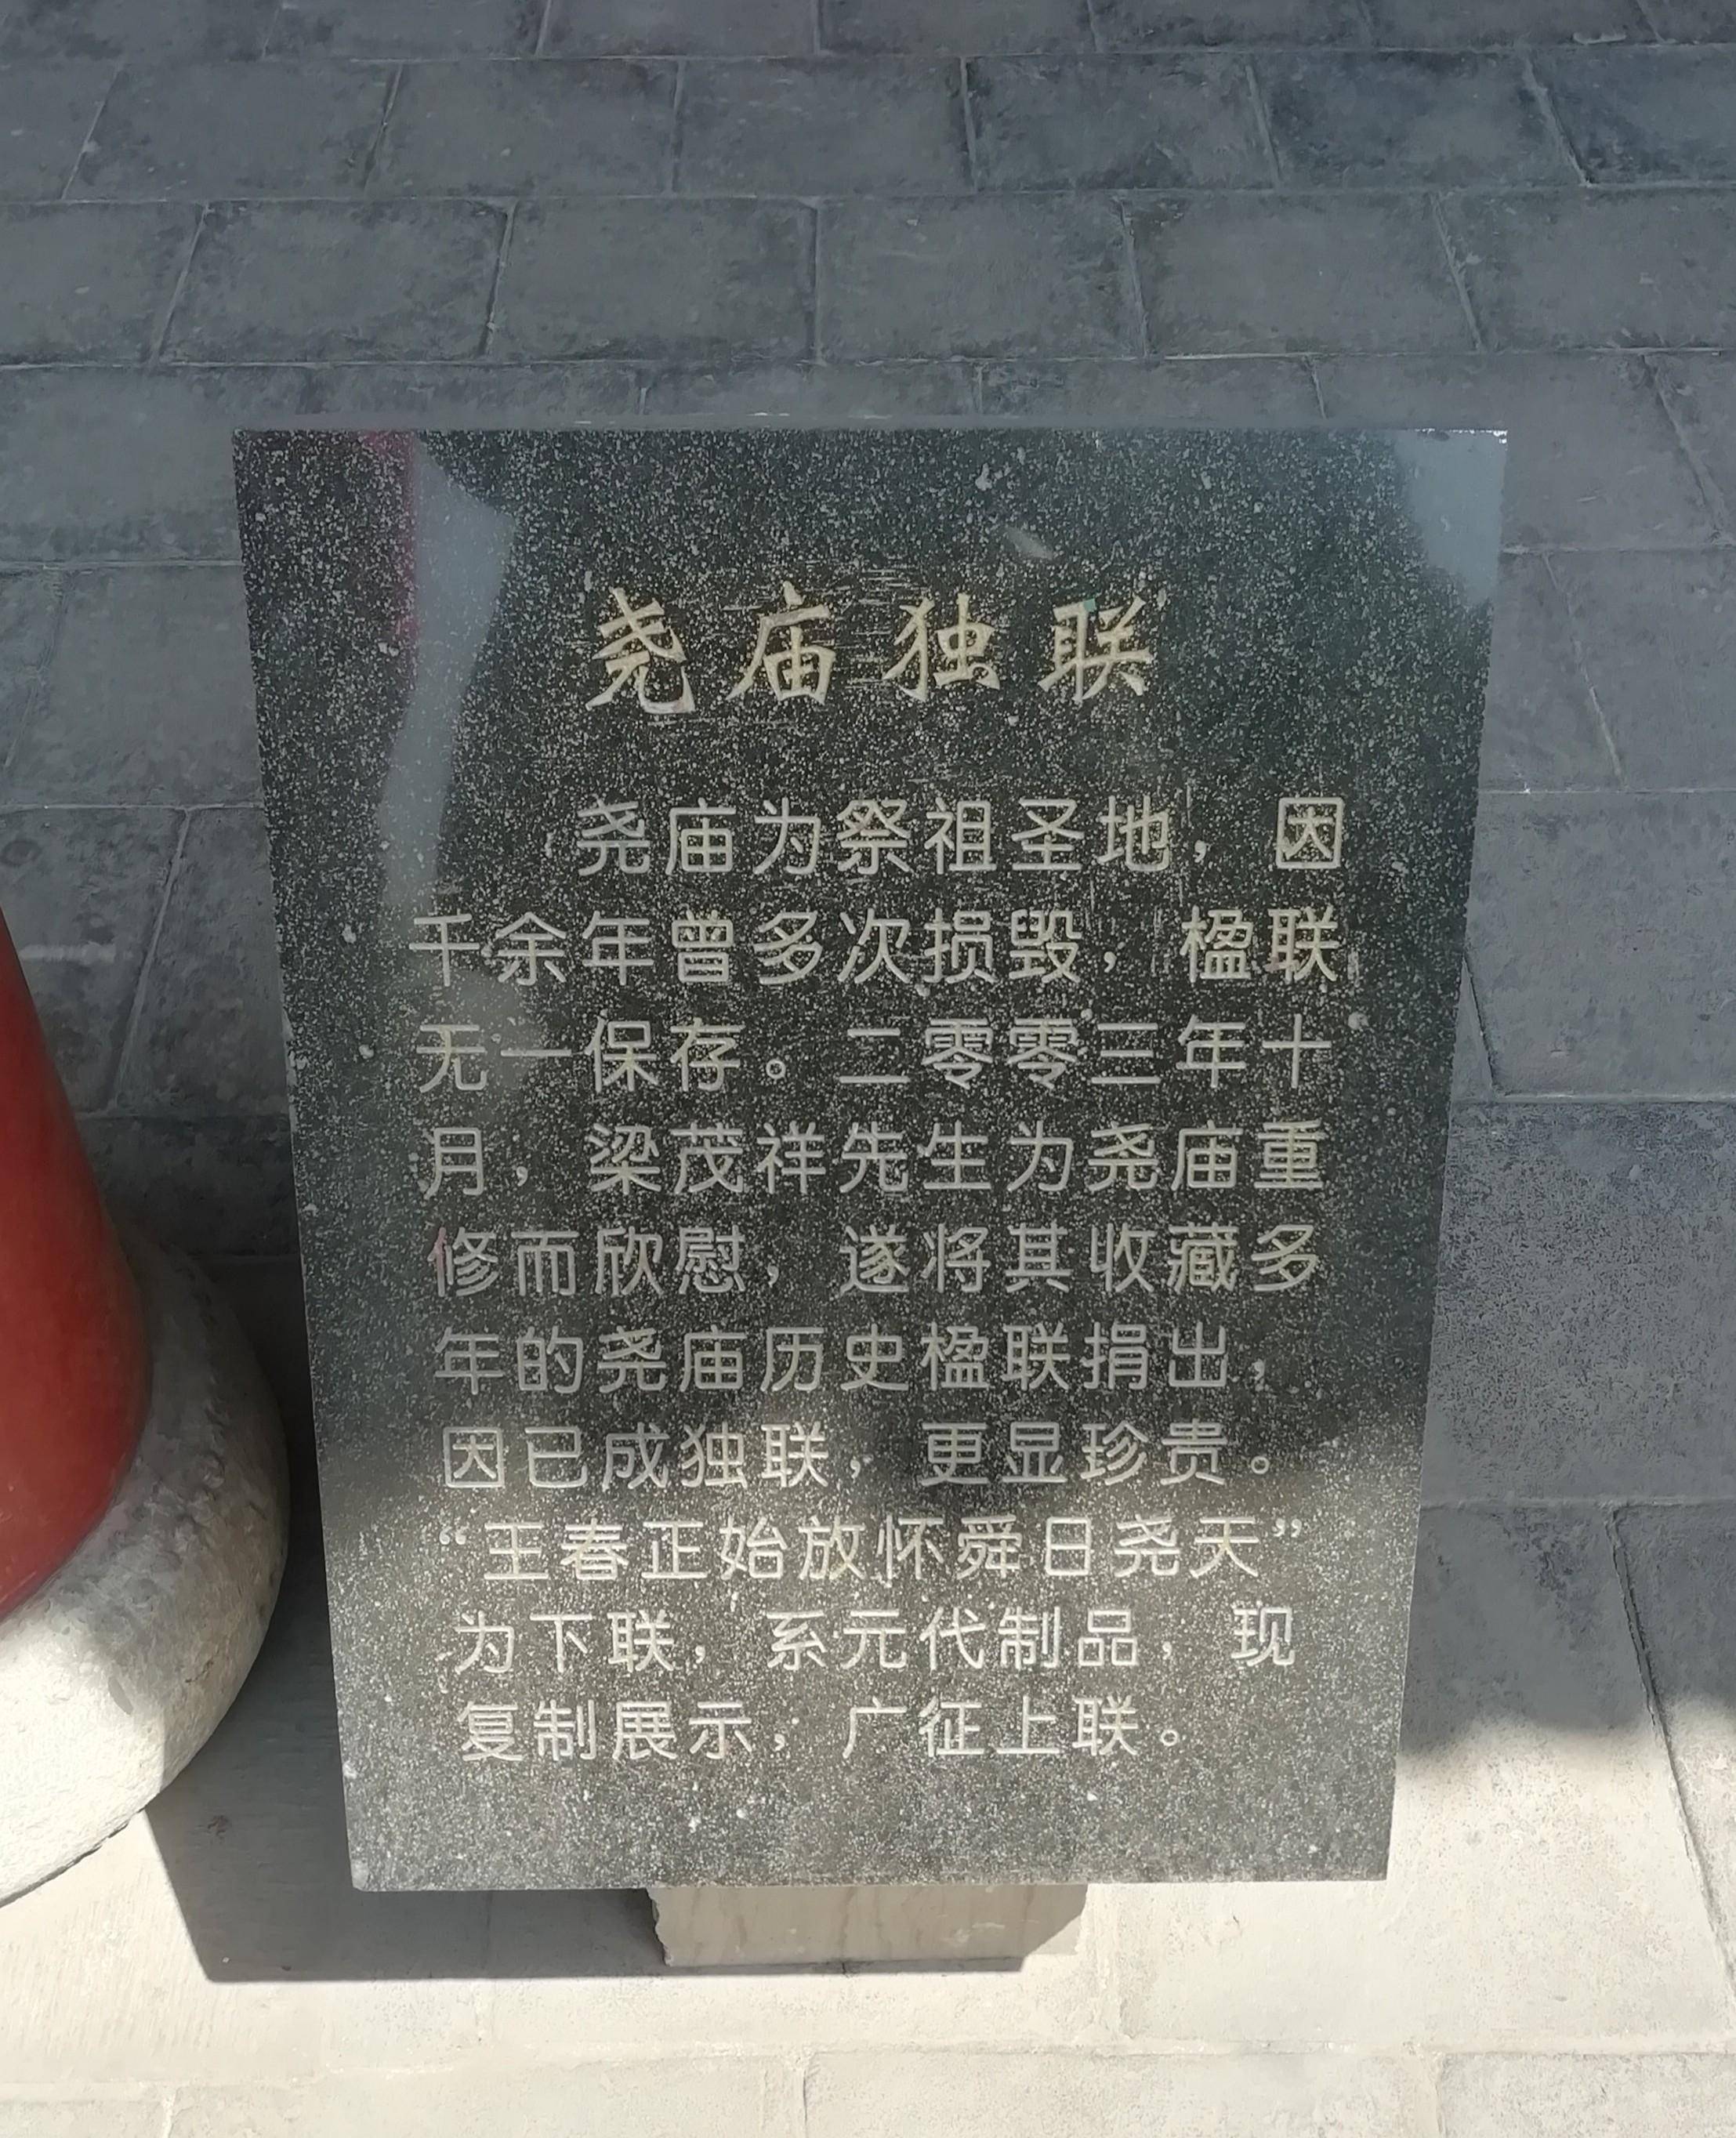 尧庙独联
尧庙为祭祖圣地，因
千余年曾多次损毁，楹联
无一保存。二零零三年十
月，梁茂祥先生为尧庙重
修而欣慰，遂将其收藏多
年的尧庙历史楹联捐出，
因已成独联，更显珍贵。
“王春正始放怀舜日尧天”
为下联，系元代制品，现
复制展示，广征上联。